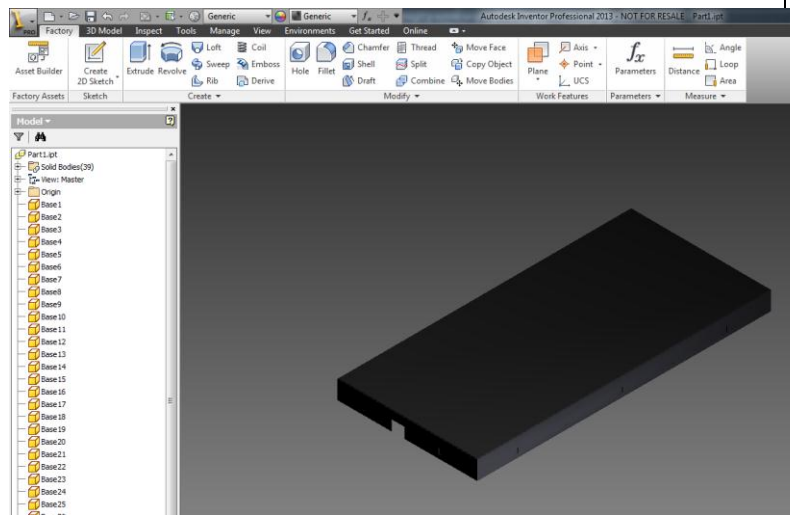 Generic Generic Autodesk Inventor Professional 2013 - NOT FOR RESALE Part1.ipt
PRO Factory 3D Model Inspect Tools Manage View Environments Get Started Online
Asset Builder
Create
2D Sketch
Extrude Revolve
Loft Coil
Sweep Emboss
Rib Derive
Hole Fillet
Chamfer Thread Move Face
Shell Split Copy Object
Draft Combine Move Bodies
Plane
Axis
Point
UCS
fx
Parameters
Distance
Angle
Loop
Area
Factory Assets Sketch Create Modify Work Features Parameters Measure
Model
Part1.ipt
Solid Bodies(39)
View: Master
Origin
Base1
Base2
Base3
Base4
Base5
Base6
Base7
Base8
Base9
Base10
Base11
Base12
Base13
Base14
Base15
Base16
Base17
Base18
Base19
Base20
Base21
Base22
Base23
Base24
Base25